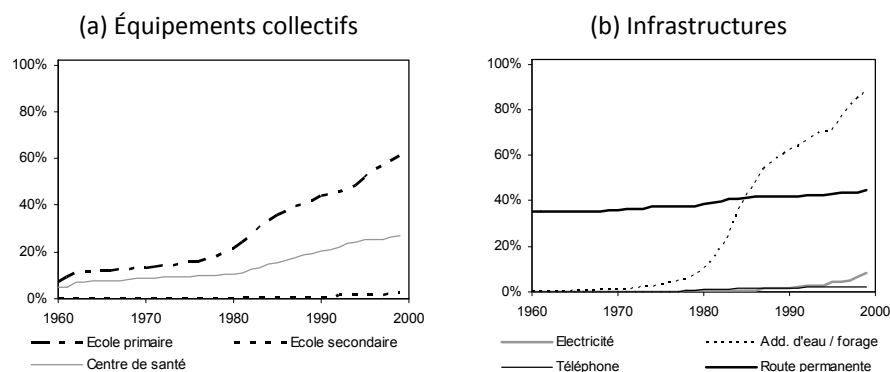 (a) Équipements collectifs
100%
80%
60%
40%
20%
0%
1960 1970 1980 1990 2000
Ecole primaire Ecole secondaire
Centre de santé
(b) Infrastructures
100%
80%
60%
40%
20%
0%
1960 1970 1980 1990 2000
Electricité Add. d'eau / forage
Téléphone Route permanente